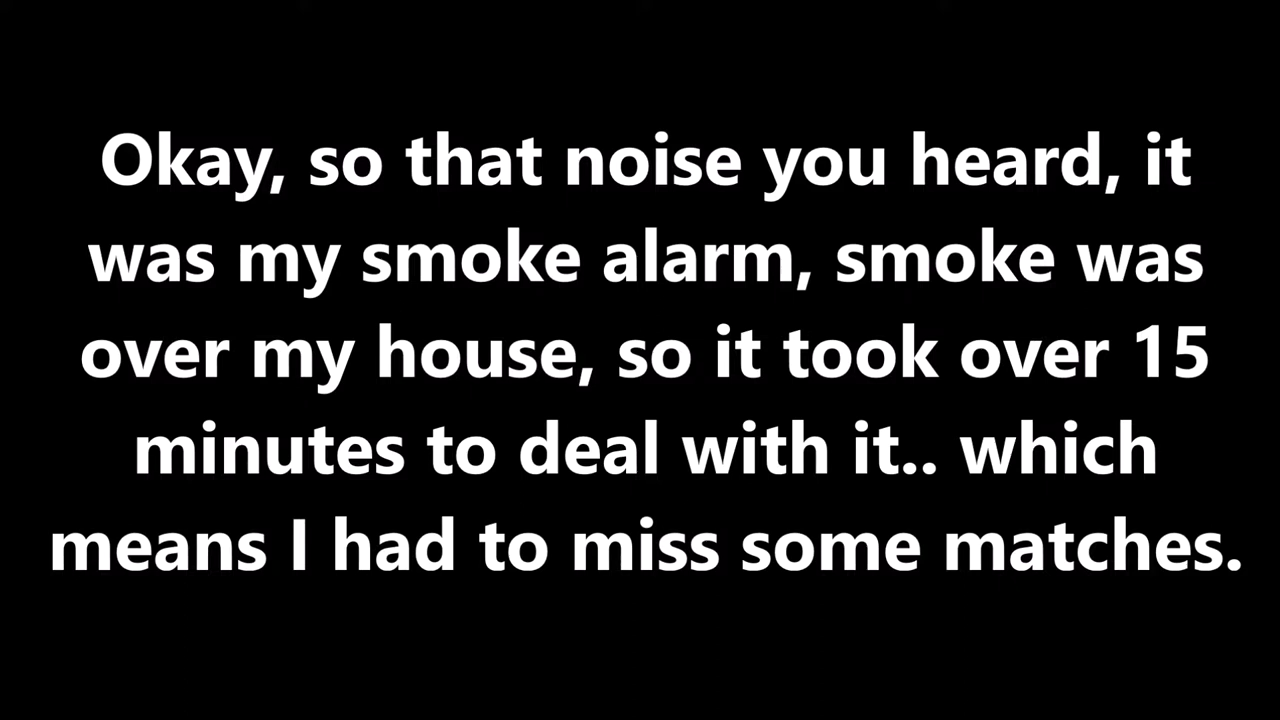 Okay, so that noise you heard, it
was my smoke alarm, smoke was
over my house, so it took over 15
minutes to deal with it.. which
means I had to miss some matches.